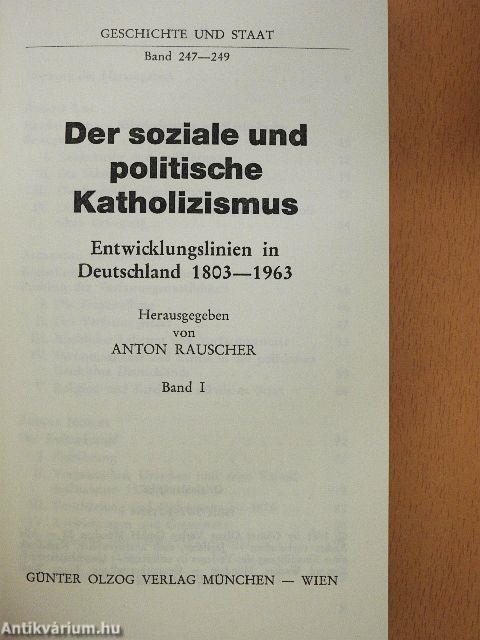 GESCHICHTE UND STAAT
Band 247—249
Der soziale und
politische
Katholizismus
Entwicklungslinien in
Deutschland 1803—1963
Herausgegeben
von
ANTON RAUSCHER
Band I
GÜNTER OLZOG VERLAG MÜNCHEN — WIEN
Antikvárium.hu